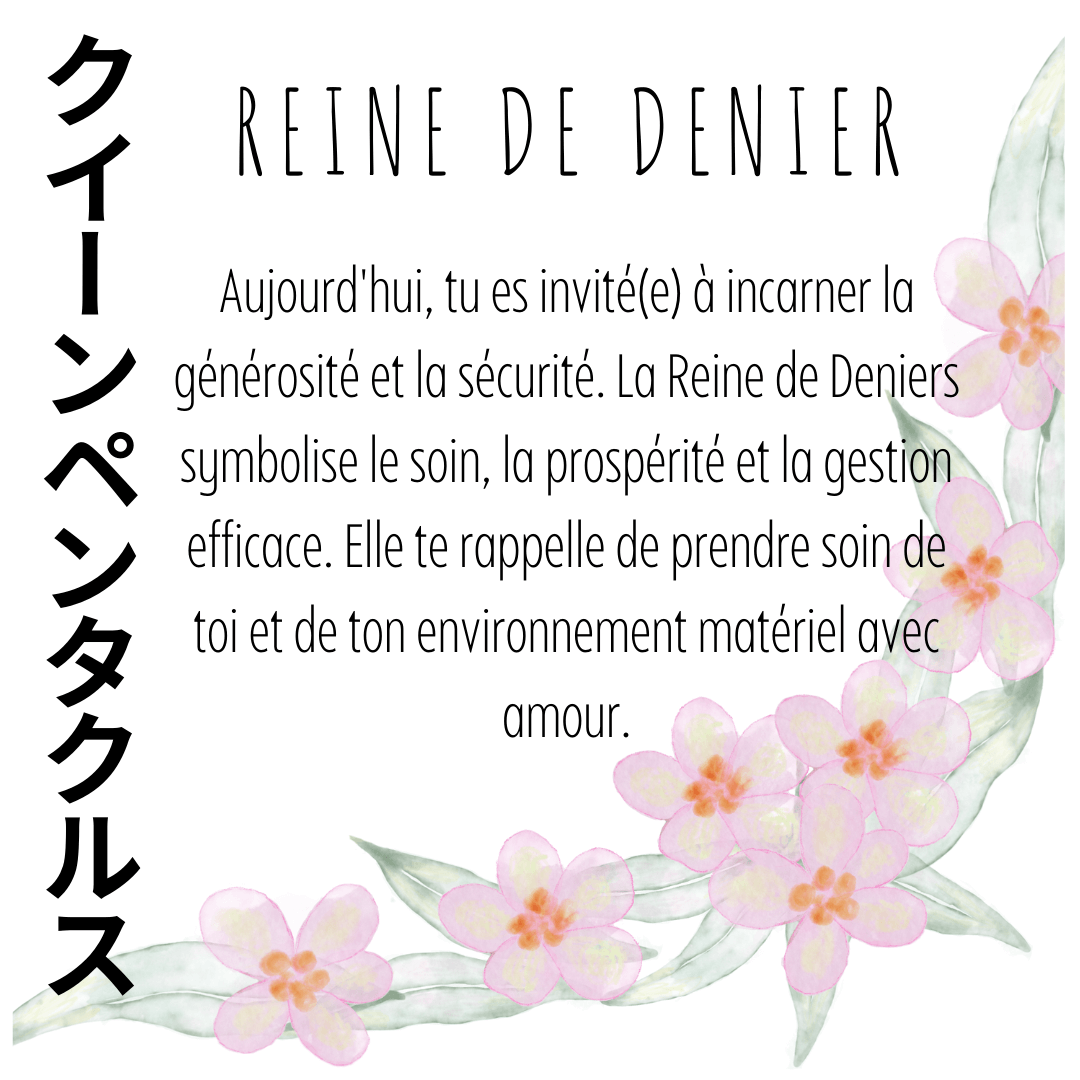 クイーンペンタクルス
REINE DE DENIER
Aujourd'hui, tu es invité(e) à incarner la
générosité et la sécurité. La Reine de Deniers
symbolise le soin, la prospérité et la gestion
efficace. Elle te rappelle de prendre soin de
toi et de ton environnement matériel avec
amour.